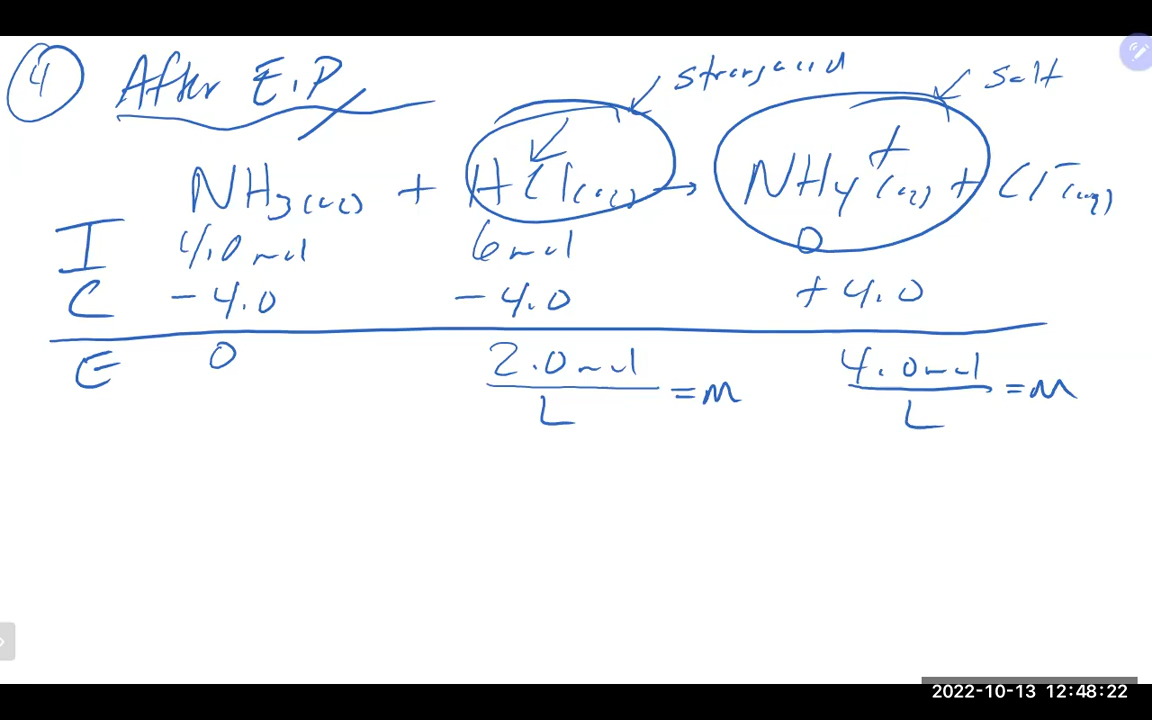 4 After E.P
strong acid salt
NH3(aq) + HCl(aq) → NH4+(aq) + Cl-(aq)
I 4.0 mol 6 mol 0
C - 4.0 - 4.0 + 4.0
E 0 2.0 mol / L = M 4.0 mol / L = M
2022-10-13 12:48:22